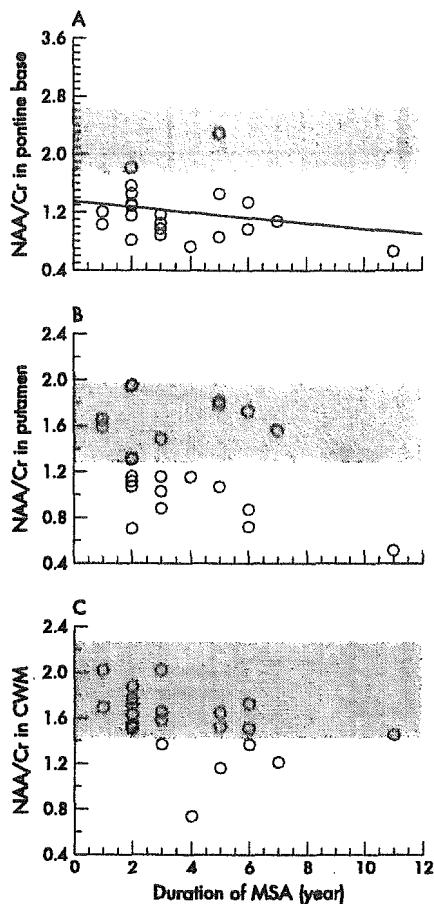 A
3.6
2.8
2.0
1.2
0.4
NAA/Cr in pontine base
B
2.4
2.0
1.6
1.2
0.8
0.4
NAA/Cr in putamen
C
2.4
2.0
1.6
1.2
0.8
0.4
NAA/Cr in CWM
0 2 4 6 8 10 12
Duration of MSA (year)